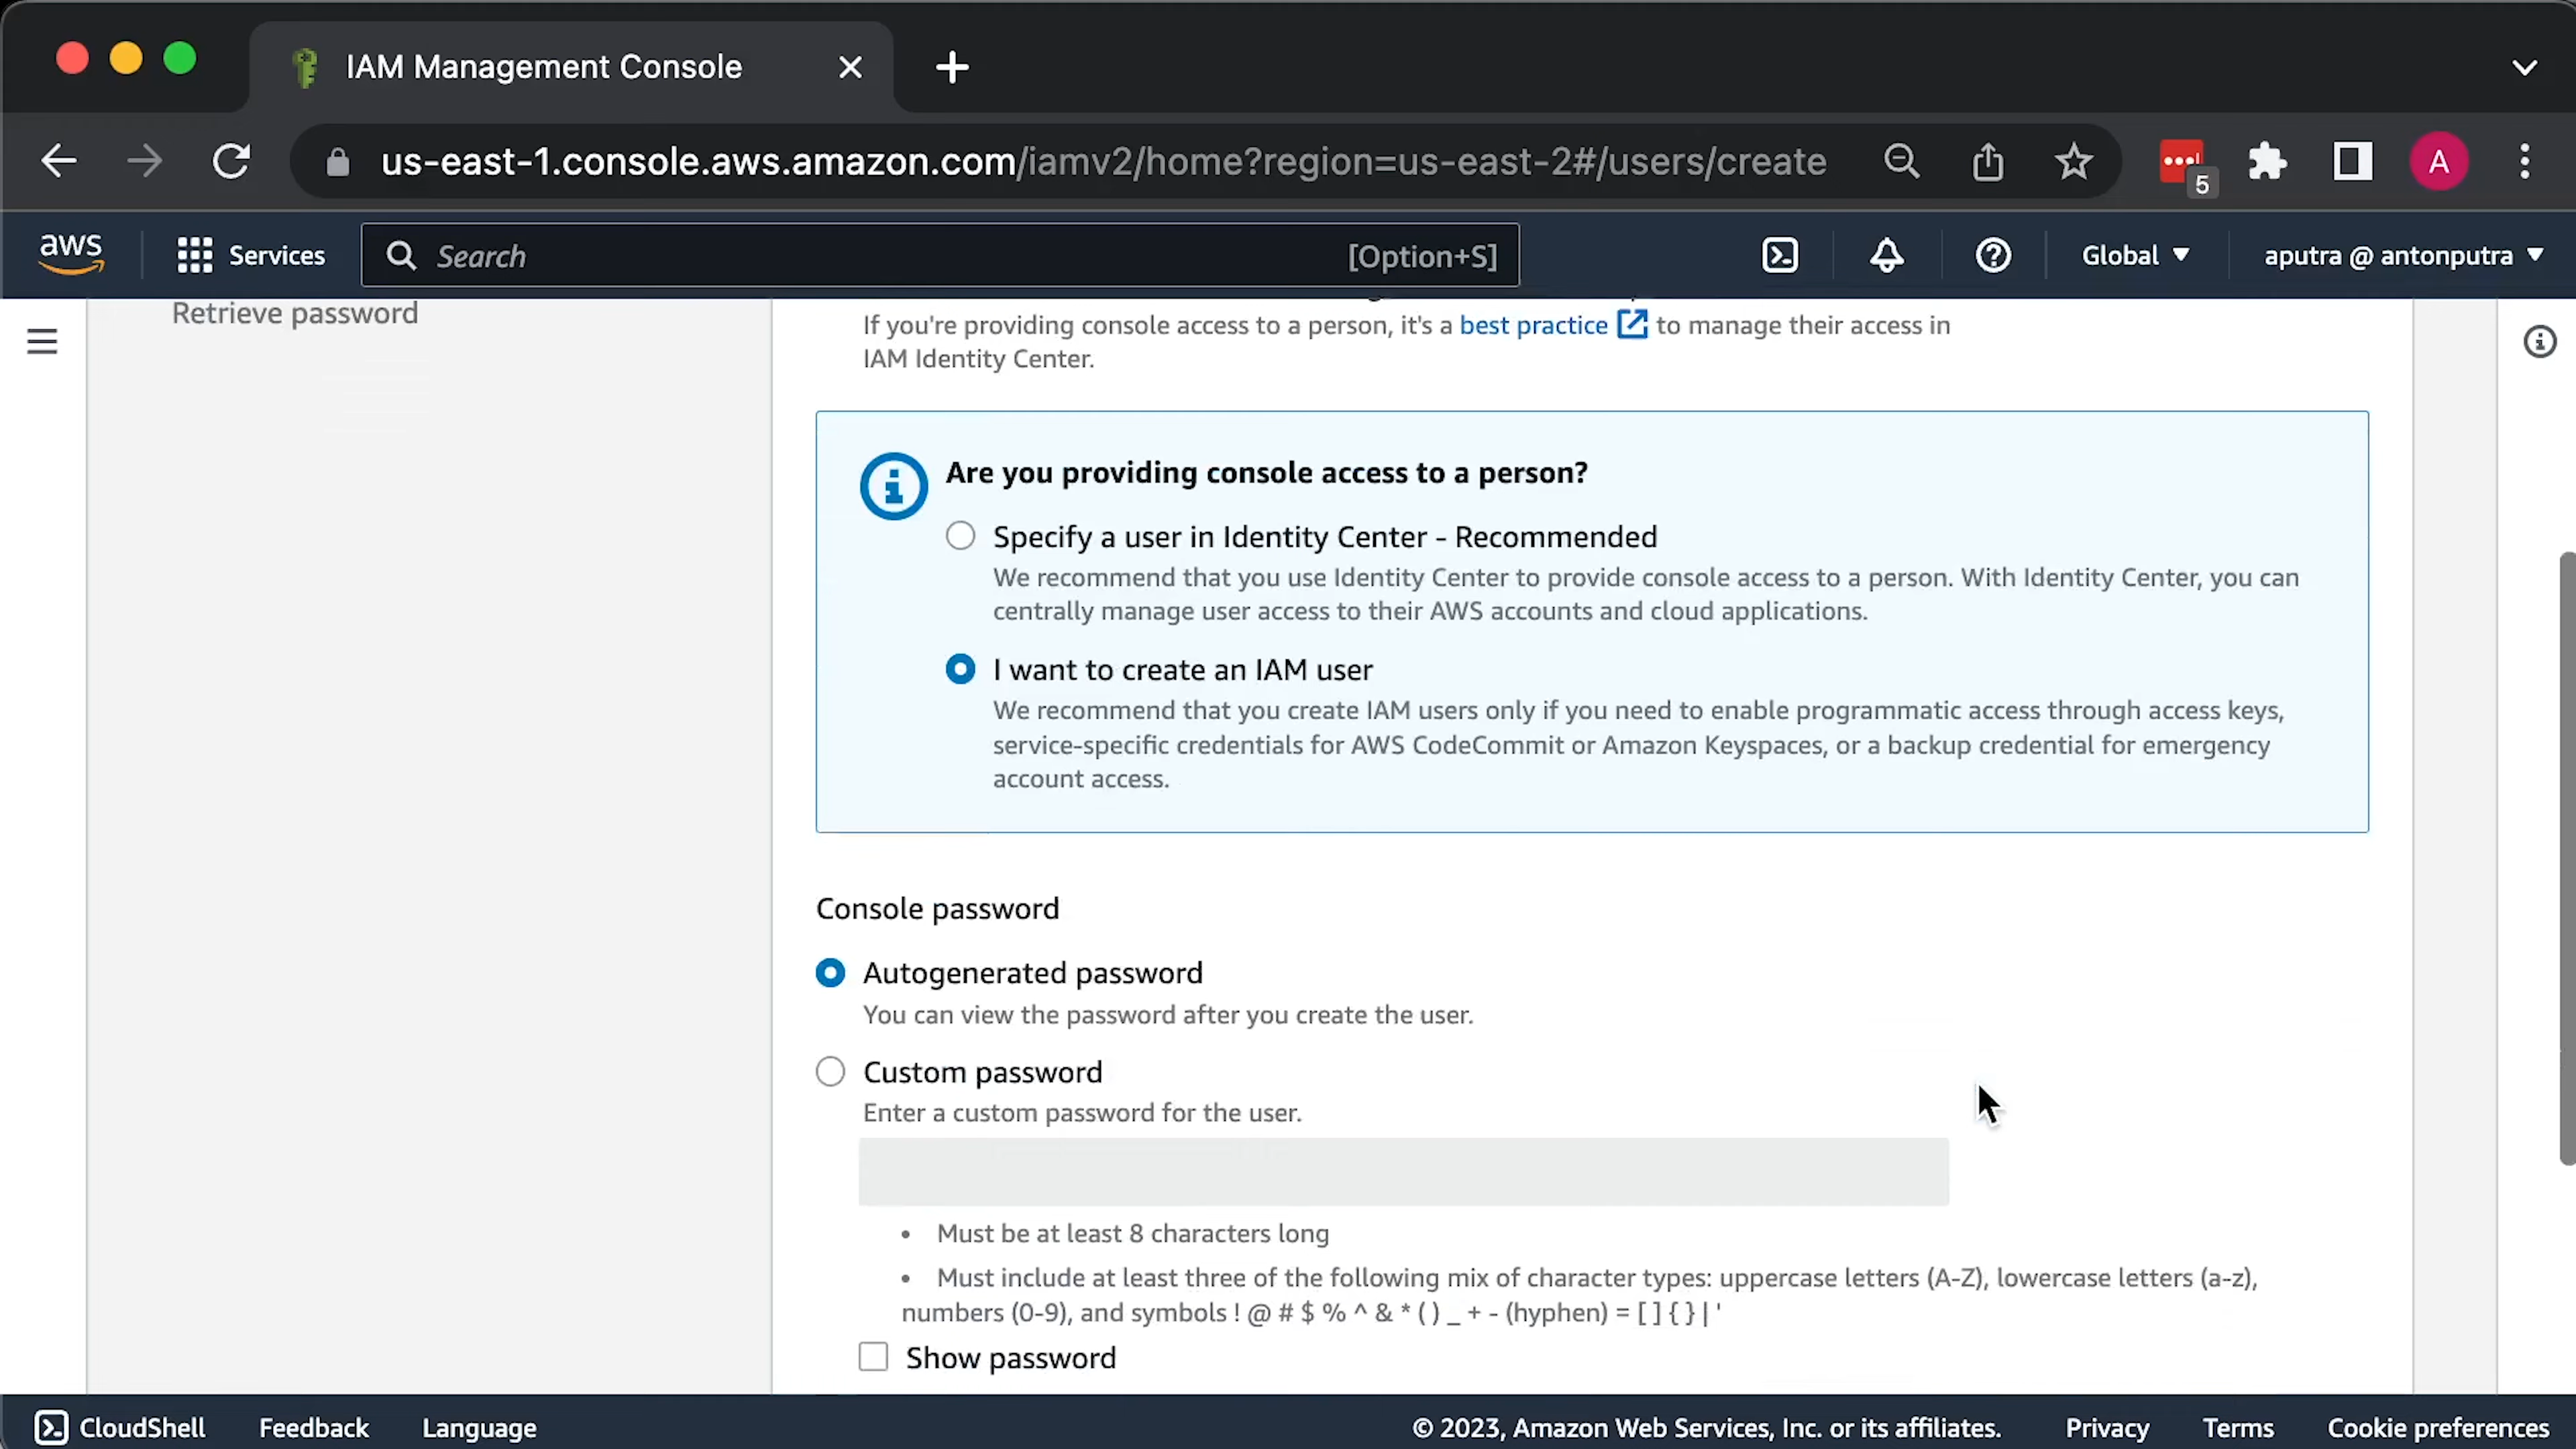 IAM Management Console
us-east-1.console.aws.amazon.com/iamv2/home?region=us-east-2#/users/create
5
A
aws
Services
Search
[Option+S]
Global
aputra @ antonputra
Retrieve password
If you're providing console access to a person, it's a best practice to manage their access in
IAM Identity Center.
Are you providing console access to a person?
Specify a user in Identity Center - Recommended
We recommend that you use Identity Center to provide console access to a person. With Identity Center, you can
centrally manage user access to their AWS accounts and cloud applications.
I want to create an IAM user
We recommend that you create IAM users only if you need to enable programmatic access through access keys,
service-specific credentials for AWS CodeCommit or Amazon Keyspaces, or a backup credential for emergency
account access.
Console password
Autogenerated password
You can view the password after you create the user.
Custom password
Enter a custom password for the user.
• Must be at least 8 characters long
• Must include at least three of the following mix of character types: uppercase letters (A-Z), lowercase letters (a-z),
numbers (0-9), and symbols ! @ # $ % ^ & * ( ) _ + - (hyphen) = [ ] { } | '
Show password
CloudShell
Feedback
Language
© 2023, Amazon Web Services, Inc. or its affiliates.
Privacy
Terms
Cookie preferences